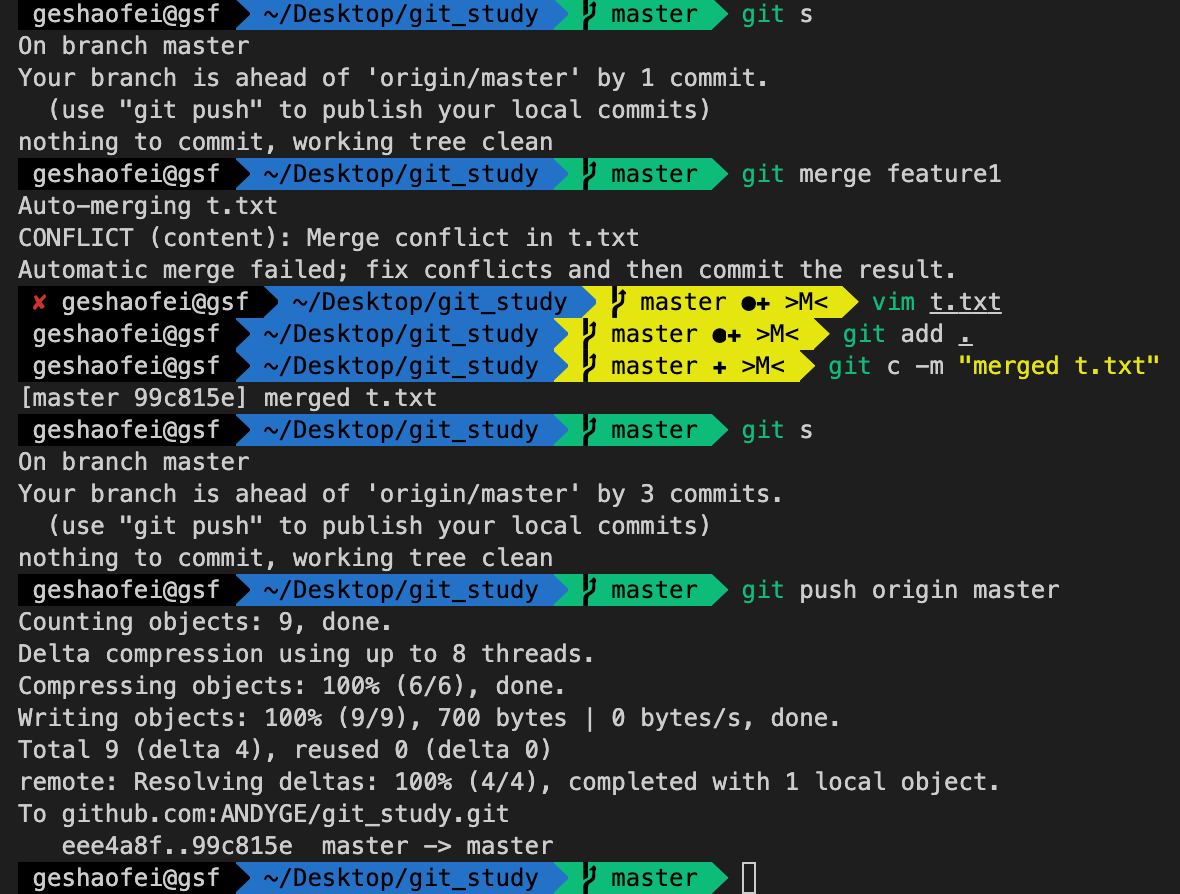 geshaofei@gsf ~/Desktop/git_study master git s
On branch master
Your branch is ahead of 'origin/master' by 1 commit.
  (use "git push" to publish your local commits)
nothing to commit, working tree clean
geshaofei@gsf ~/Desktop/git_study master git merge feature1
Auto-merging t.txt
CONFLICT (content): Merge conflict in t.txt
Automatic merge failed; fix conflicts and then commit the result.
✘ geshaofei@gsf ~/Desktop/git_study master ●✚ >M< vim t.txt
geshaofei@gsf ~/Desktop/git_study master ●✚ >M< git add .
geshaofei@gsf ~/Desktop/git_study master ✚ >M< git c -m "merged t.txt"
[master 99c815e] merged t.txt
geshaofei@gsf ~/Desktop/git_study master git s
On branch master
Your branch is ahead of 'origin/master' by 3 commits.
  (use "git push" to publish your local commits)
nothing to commit, working tree clean
geshaofei@gsf ~/Desktop/git_study master git push origin master
Counting objects: 9, done.
Delta compression using up to 8 threads.
Compressing objects: 100% (6/6), done.
Writing objects: 100% (9/9), 700 bytes | 0 bytes/s, done.
Total 9 (delta 4), reused 0 (delta 0)
remote: Resolving deltas: 100% (4/4), completed with 1 local object.
To github.com:ANDYGE/git_study.git
   eee4a8f..99c815e  master -> master
geshaofei@gsf ~/Desktop/git_study master